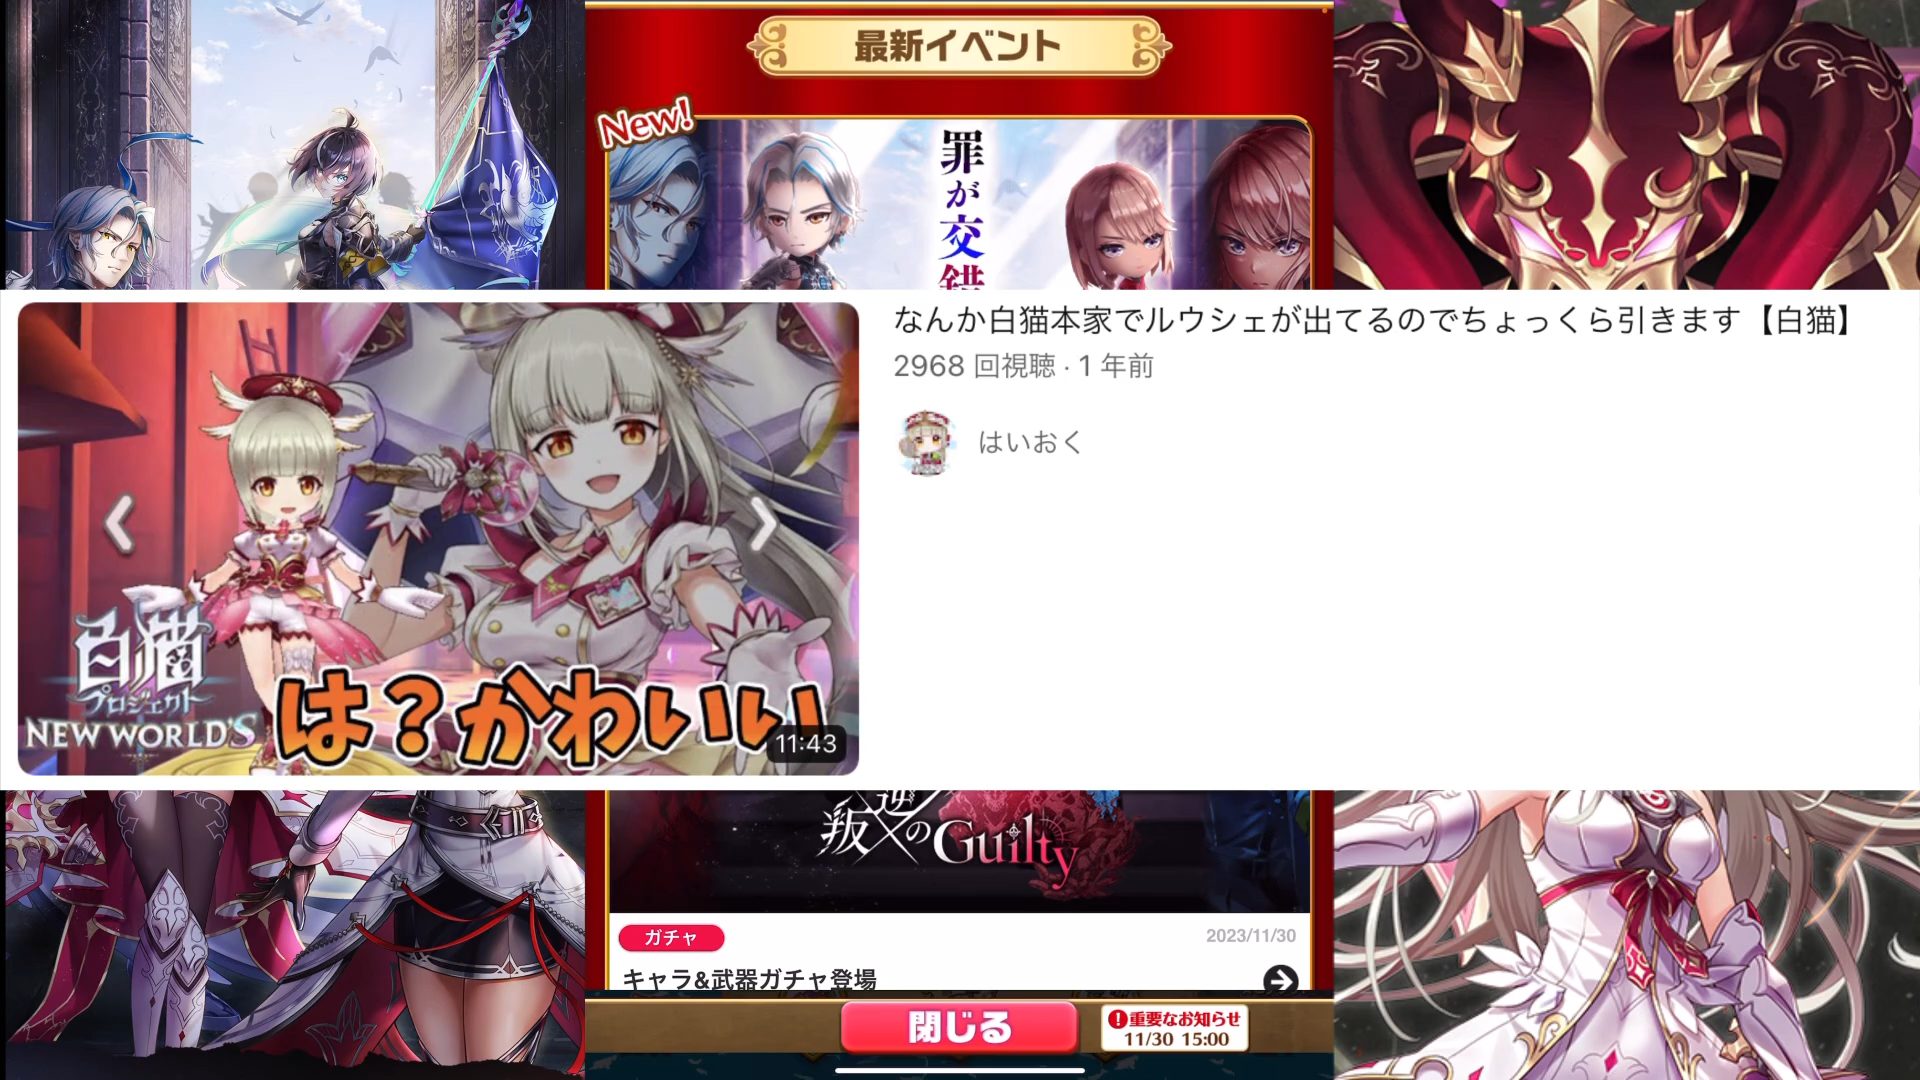 最新イベント
New!
罪が交錯
なんか白猫本家でルウシェが出てるのでちょっくら引きます【白猫】
2968 回視聴 · 1 年前
はいおく
白猫
プロジェクト
NEW WORLD'S
は?かわいい
11:43
叛逆のGuilty
ガチャ
2023/11/30
キャラ&武器ガチャ登場
閉じる
重要なお知らせ
11/30 15:00